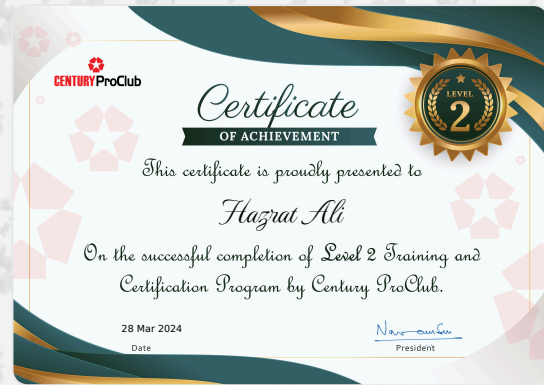 CENTURY ProClub
LEVEL
2
Certificate
OF ACHIEVEMENT
This certificate is proudly presented to
Hazrat Ali
On the successful completion of Level 2 Training and
Certification Program by Century ProClub.
28 Mar 2024
Date
President